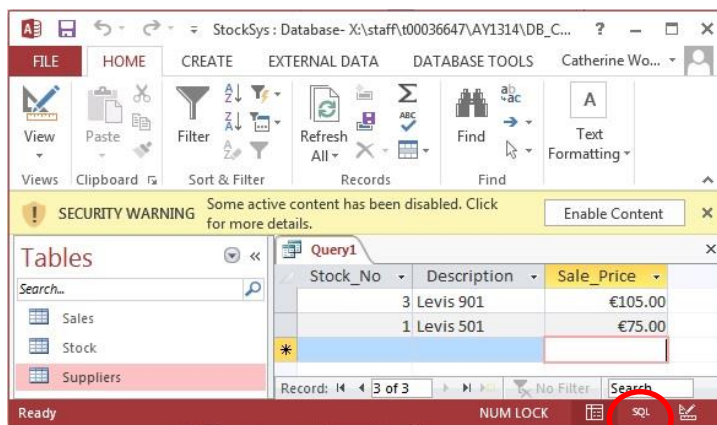 StockSys : Database- X:\staff\t00036647\AY1314\DB_C... ?
FILE HOME CREATE EXTERNAL DATA DATABASE TOOLS Catherine Wo...
View Paste Filter Refresh All Find Text Formatting
Views Clipboard Sort & Filter Records Find
SECURITY WARNING Some active content has been disabled. Click for more details. Enable Content
Tables Query1
Search... Stock_No Description Sale_Price
3 Levis 901 €105.00
Sales 1 Levis 501 €75.00
Stock
Suppliers Record: 3 of 3 No Filter Search
Ready NUM LOCK SQL